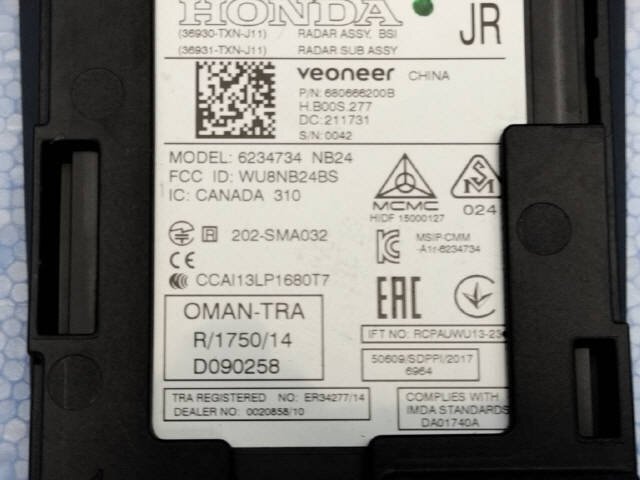 HONDA
JR
(36930-TXN-J11) RADAR ASSY, BSI
(36931-TXN-J11) RADAR SUB ASSY
veoneer CHINA
P/N: 680666200B
H.B00S.277
DC:211731
S/N: 0042
MODEL: 6234734 NB24
FCC ID: WU8NB24BS
IC: CANADA 310
MCMC
HIDF 15000127
SM
024
R 202-SMA032
MSIP-CMM
-A1r-6234734
CE
CCAI13LP1680T7
EAC
OMAN-TRA
R/1750/14
D090258
IFT NO: RCPAUWU13-23
50609/SDPPI/2017
6964
TRA REGISTERED NO: ER34277/14
DEALER NO: 0020858/10
COMPLIES WITH
IMDA STANDARDS
DA01740A